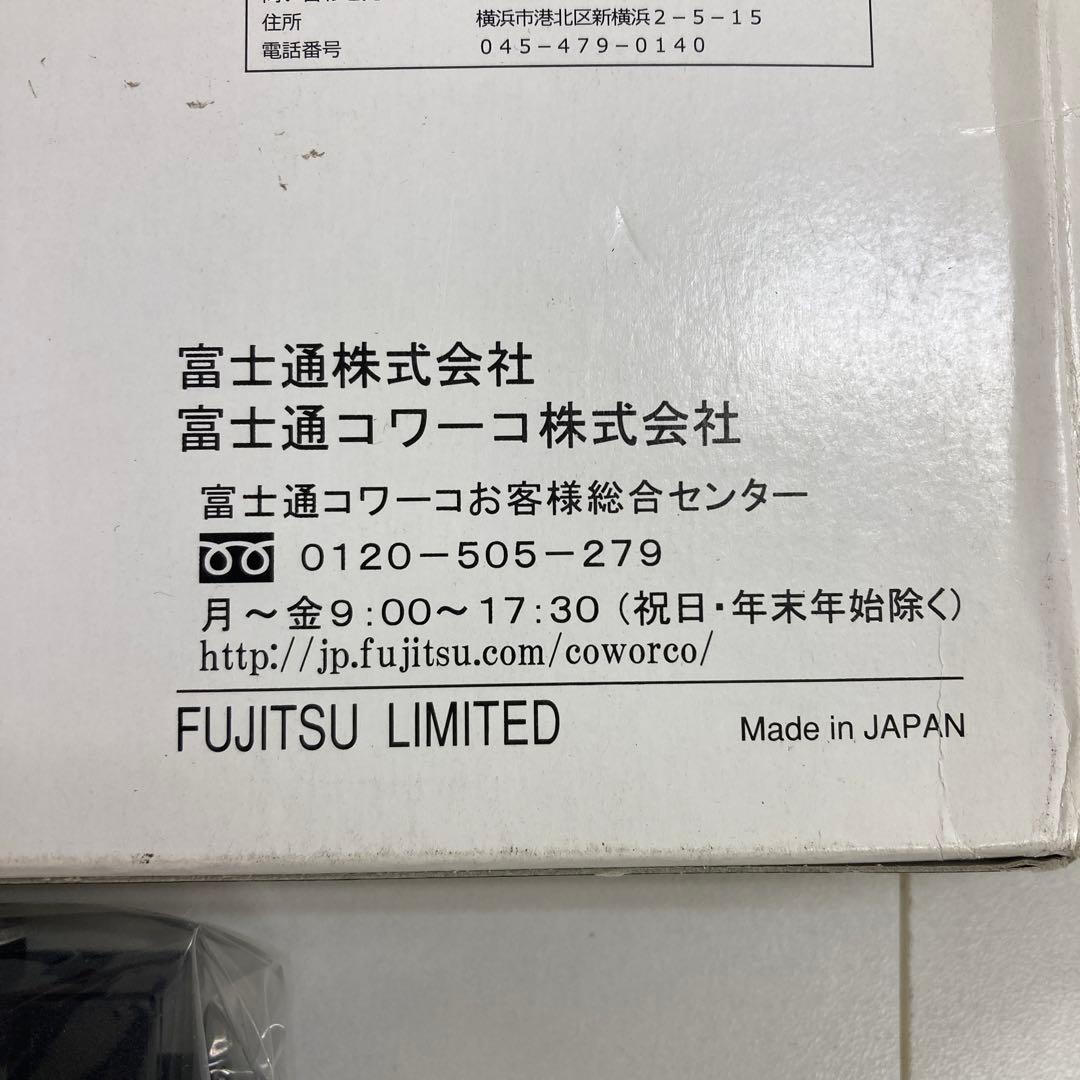 住所 横浜市港北区新横浜２－５－１５
電話番号 ０４５－４７９－０１４０
富士通株式会社
富士通コワーコ株式会社
富士通コワーコお客様総合センター
0120－505－279
月～金9：00～17：30（祝日・年末年始除く）
http://jp.fujitsu.com/coworco/
FUJITSU LIMITED Made in JAPAN